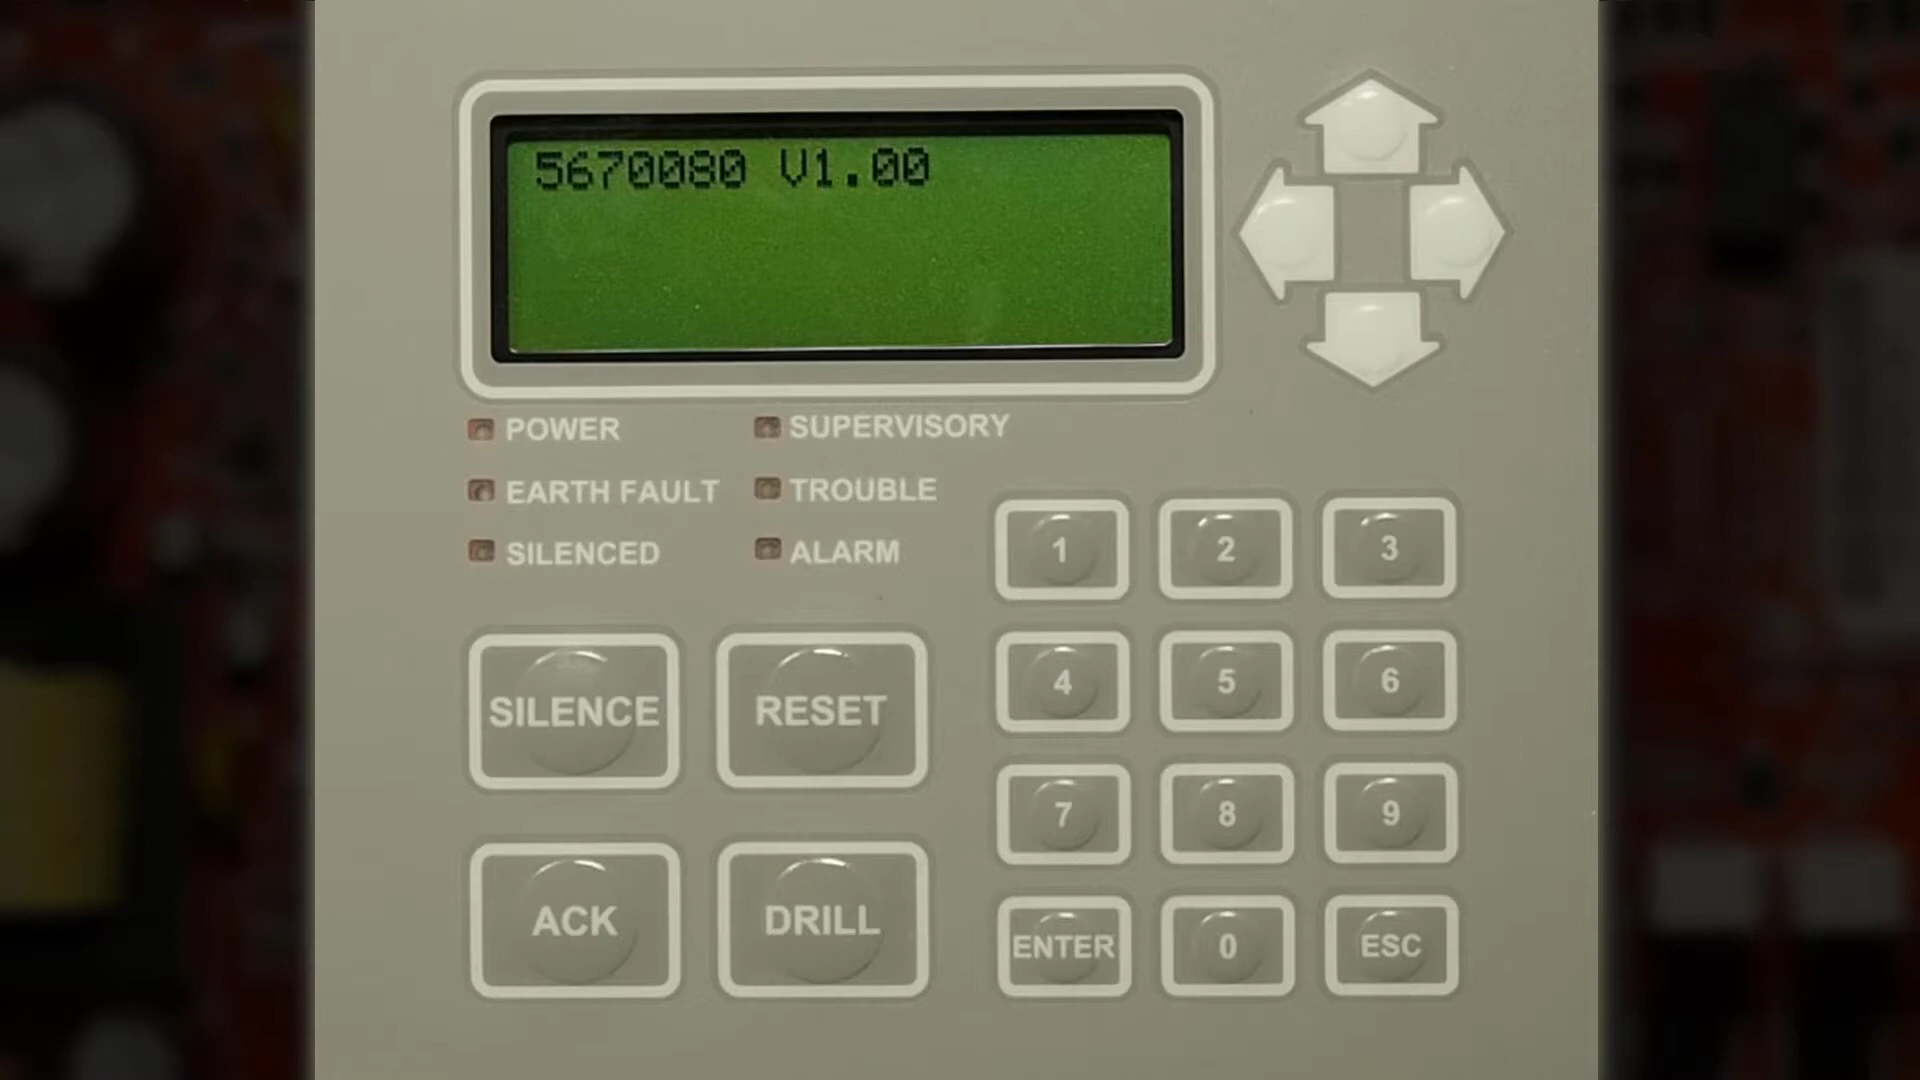 5670080 V1.00
POWER
SUPERVISORY
EARTH FAULT
TROUBLE
SILENCED
ALARM
1
2
3
SILENCE
RESET
4
5
6
7
8
9
ACK
DRILL
ENTER
0
ESC